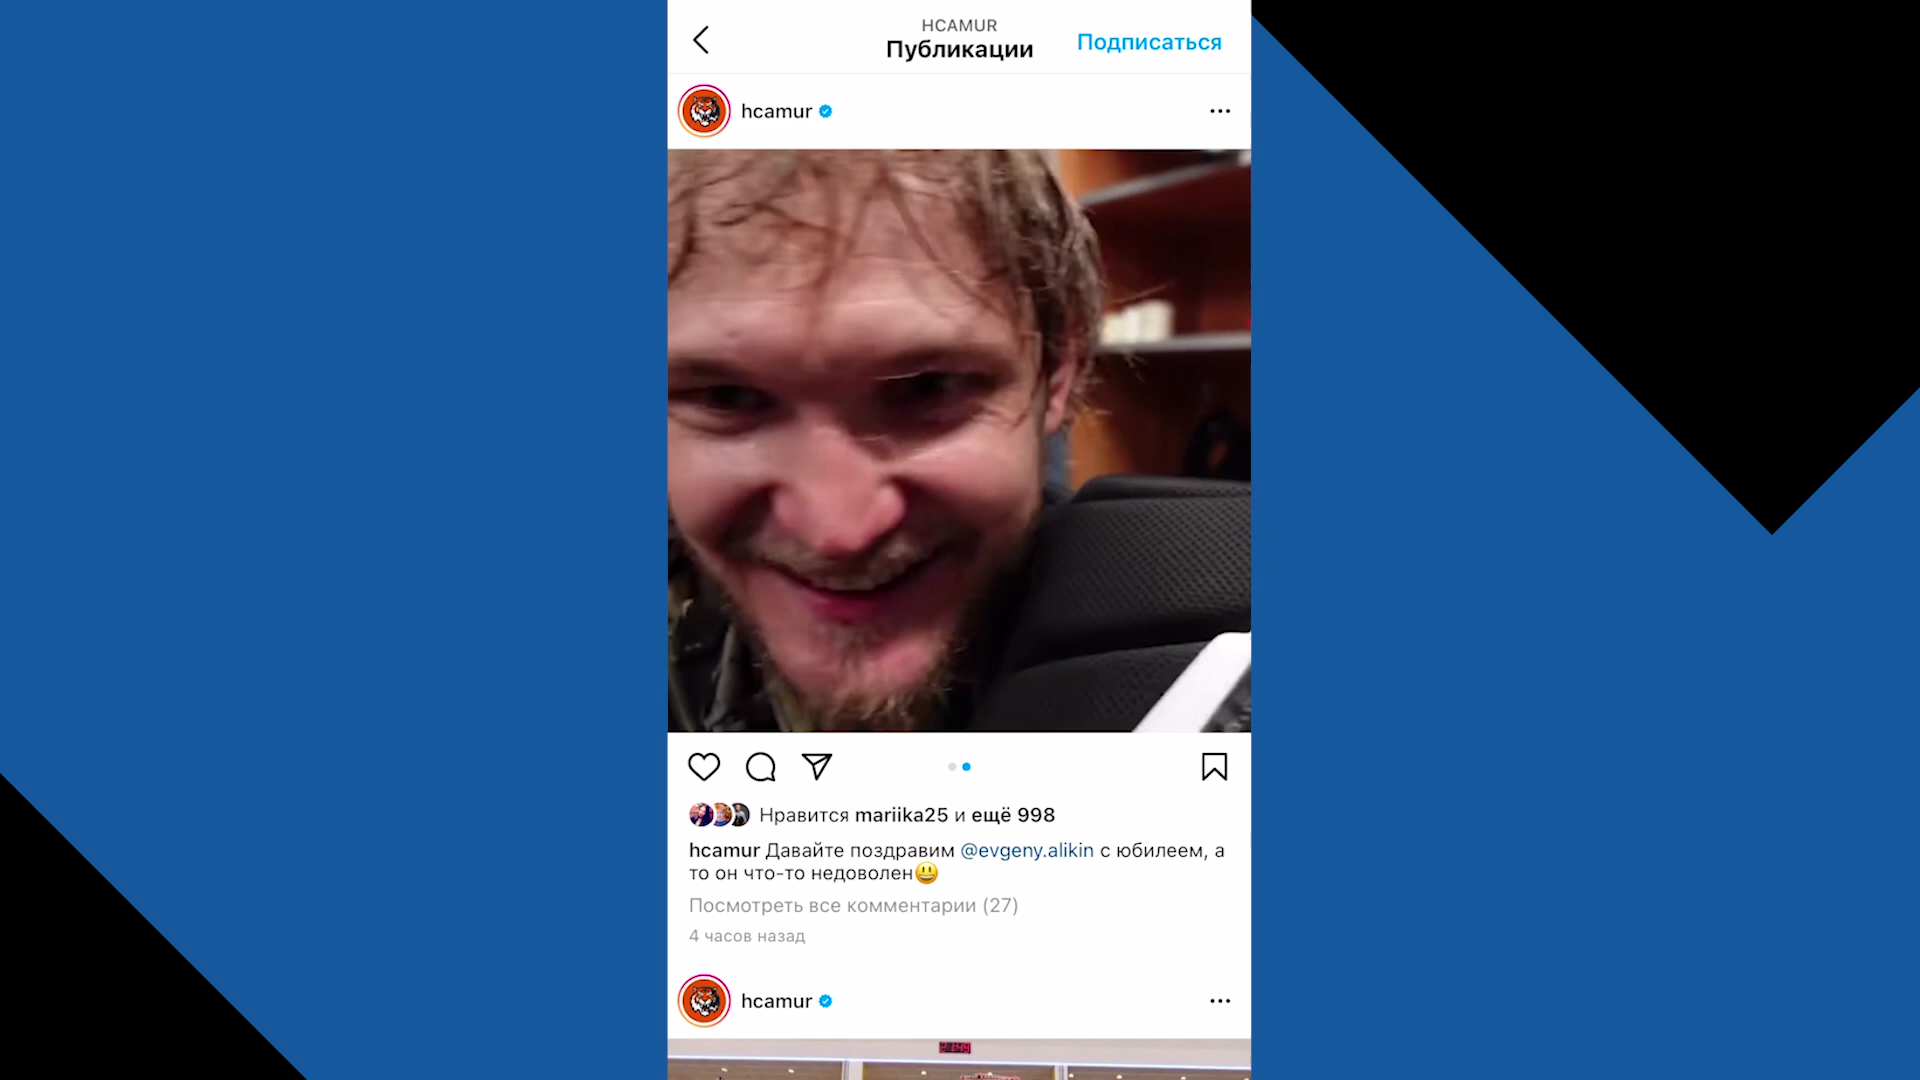 HCAMUR
Публикации
Подписаться
hcamur
Нравится mariika25 и ещё 998
hcamur Давайте поздравим @evgeny.alikin с юбилеем, а
то он что-то недоволен😃
Посмотреть все комментарии (27)
4 часов назад
hcamur